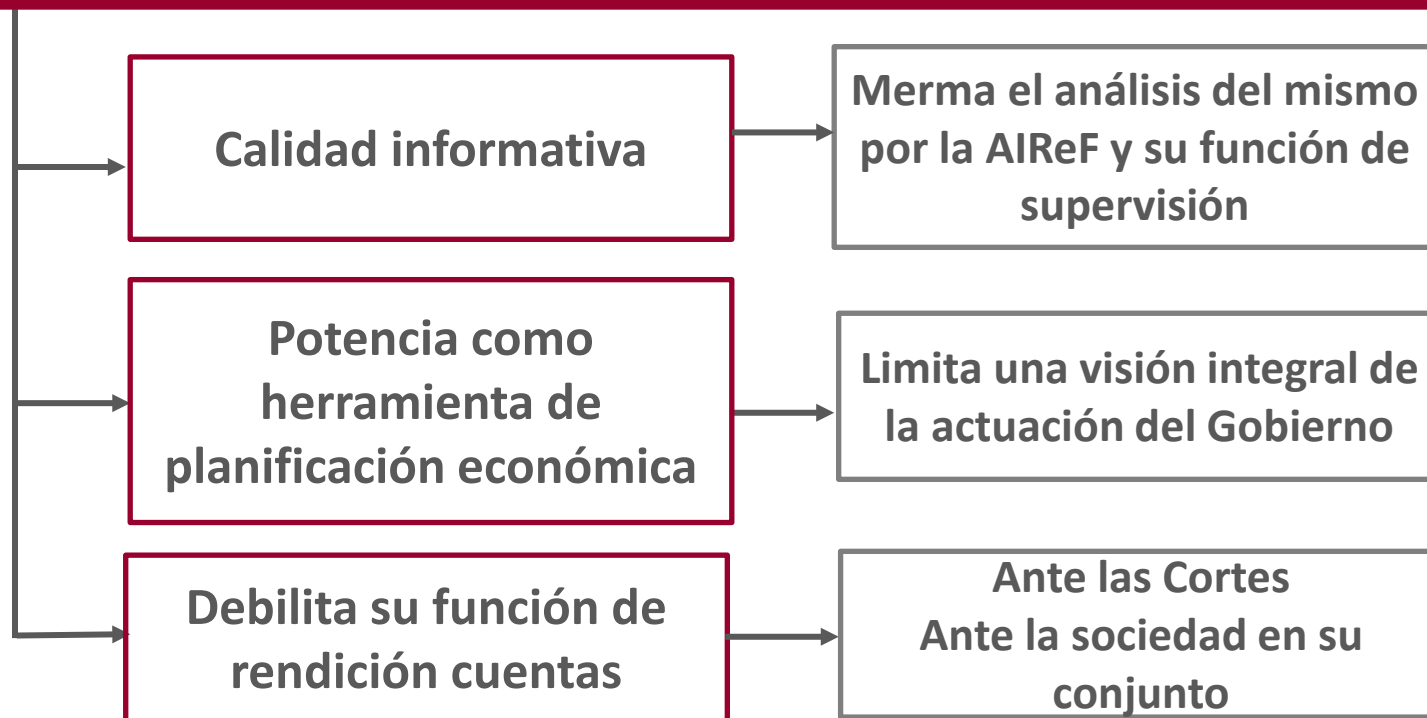 Calidad informativa
Merma el análisis del mismo
por la AIReF y su función de
supervisión
Potencia como
herramienta de
planificación económica
Limita una visión integral de
la actuación del Gobierno
Debilita su función de
rendición cuentas
Ante las Cortes
Ante la sociedad en su
conjunto